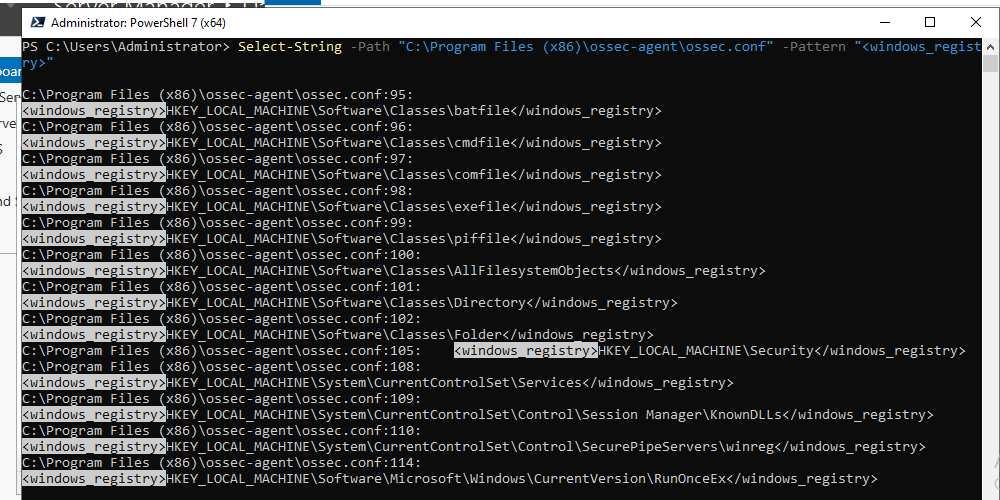 Server Manager
Administrator: PowerShell 7 (x64)
PS C:\Users\Administrator> Select-String -Path "C:\Program Files (x86)\ossec-agent\ossec.conf" -Pattern "<windows_regist
ry>"
C:\Program Files (x86)\ossec-agent\ossec.conf:95:
<windows_registry>HKEY_LOCAL_MACHINE\Software\Classes\batfile</windows_registry>
C:\Program Files (x86)\ossec-agent\ossec.conf:96:
<windows_registry>HKEY_LOCAL_MACHINE\Software\Classes\cmdfile</windows_registry>
C:\Program Files (x86)\ossec-agent\ossec.conf:97:
<windows_registry>HKEY_LOCAL_MACHINE\Software\Classes\comfile</windows_registry>
C:\Program Files (x86)\ossec-agent\ossec.conf:98:
<windows_registry>HKEY_LOCAL_MACHINE\Software\Classes\exefile</windows_registry>
C:\Program Files (x86)\ossec-agent\ossec.conf:99:
<windows_registry>HKEY_LOCAL_MACHINE\Software\Classes\piffile</windows_registry>
C:\Program Files (x86)\ossec-agent\ossec.conf:100:
<windows_registry>HKEY_LOCAL_MACHINE\Software\Classes\AllFilesystemObjects</windows_registry>
C:\Program Files (x86)\ossec-agent\ossec.conf:101:
<windows_registry>HKEY_LOCAL_MACHINE\Software\Classes\Directory</windows_registry>
C:\Program Files (x86)\ossec-agent\ossec.conf:102:
<windows_registry>HKEY_LOCAL_MACHINE\Software\Classes\Folder</windows_registry>
C:\Program Files (x86)\ossec-agent\ossec.conf:105:    <windows_registry>HKEY_LOCAL_MACHINE\Security</windows_registry>
C:\Program Files (x86)\ossec-agent\ossec.conf:108:
<windows_registry>HKEY_LOCAL_MACHINE\System\CurrentControlSet\Services</windows_registry>
C:\Program Files (x86)\ossec-agent\ossec.conf:109:
<windows_registry>HKEY_LOCAL_MACHINE\System\CurrentControlSet\Control\Session Manager\KnownDLLs</windows_registry>
C:\Program Files (x86)\ossec-agent\ossec.conf:110:
<windows_registry>HKEY_LOCAL_MACHINE\System\CurrentControlSet\Control\SecurePipeServers\winreg</windows_registry>
C:\Program Files (x86)\ossec-agent\ossec.conf:114:
<windows_registry>HKEY_LOCAL_MACHINE\Software\Microsoft\Windows\CurrentVersion\RunOnceEx</windows_registry>